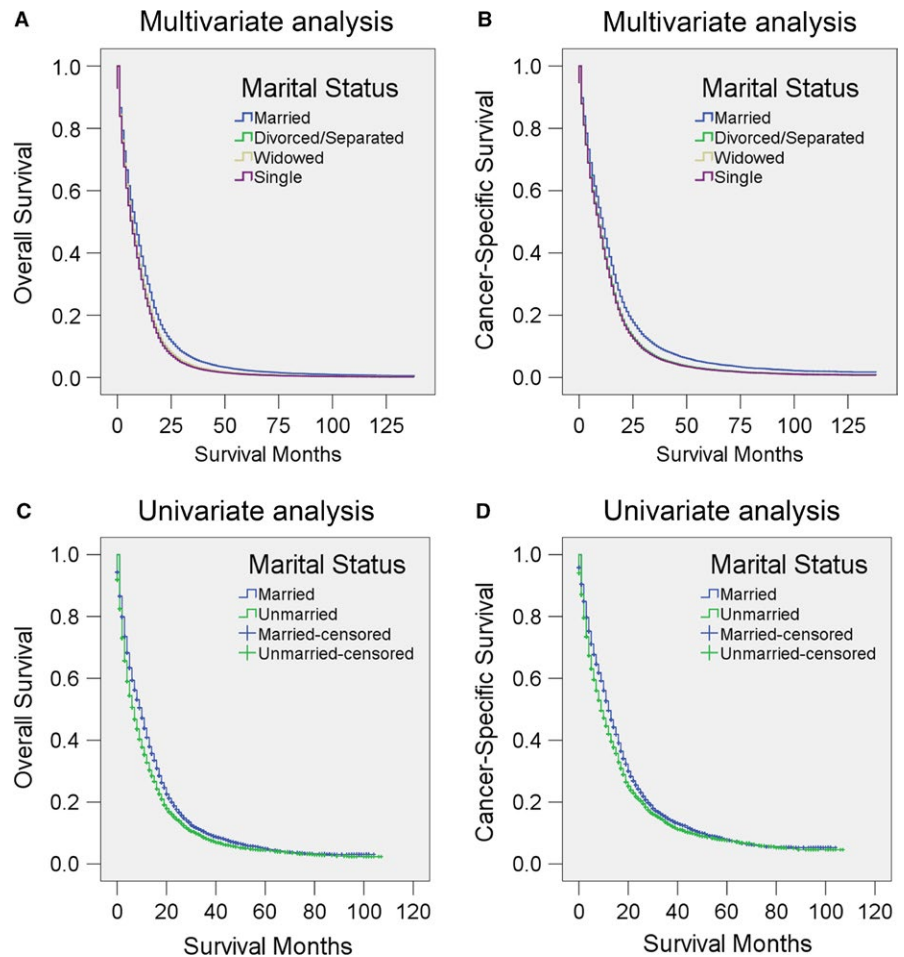 A
Multivariate analysis
Overall Survival
1.0
0.8
0.6
0.4
0.2
0.0
Marital Status
Married
Divorced/Separated
Widowed
Single
0 25 50 75 100 125
Survival Months
B
Multivariate analysis
Cancer-Specific Survival
1.0
0.8
0.6
0.4
0.2
0.0
Marital Status
Married
Divorced/Separated
Widowed
Single
0 25 50 75 100 125
Survival Months
C
Univariate analysis
Overall Survival
1.0
0.8
0.6
0.4
0.2
0.0
Marital Status
Married
Unmarried
Married-censored
Unmarried-censored
0 20 40 60 80 100 120
Survival Months
D
Univariate analysis
Cancer-Specific Survival
1.0
0.8
0.6
0.4
0.2
0.0
Marital Status
Married
Unmarried
Married-censored
Unmarried-censored
0 20 40 60 80 100 120
Survival Months